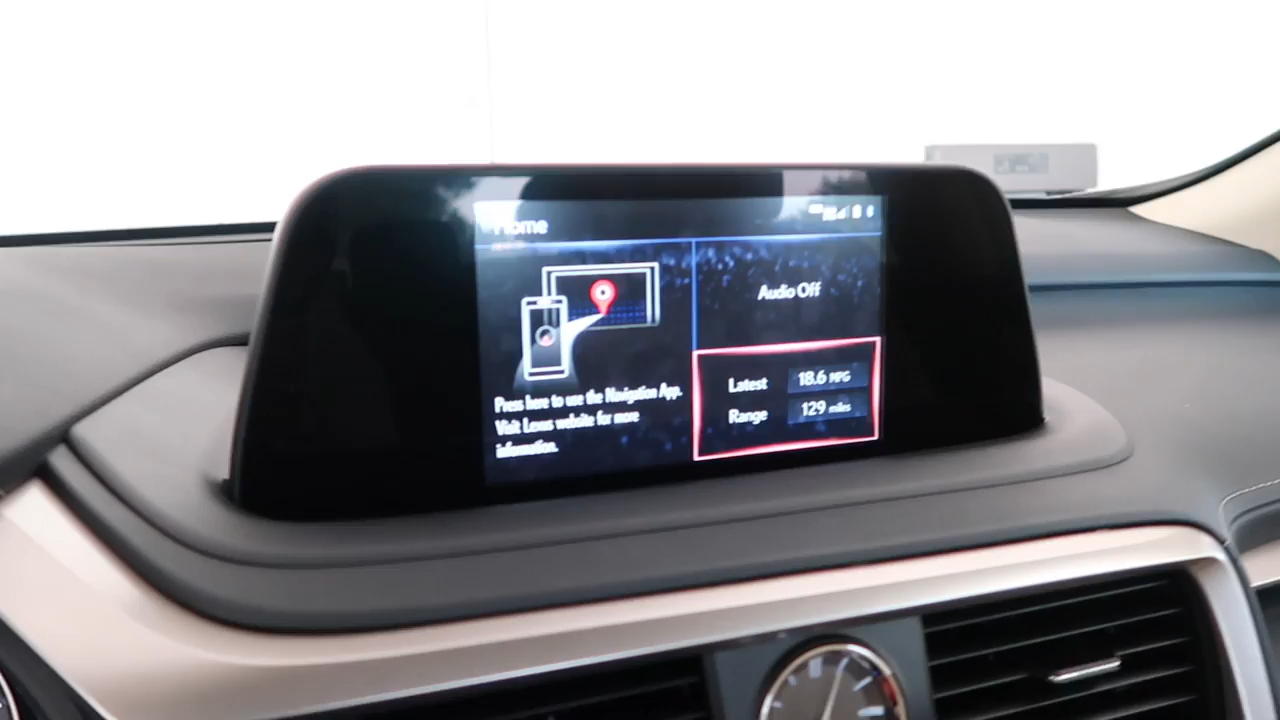 Home
Audio Off
Press here to use the Navigation App.
Visit Lexus website for more
information.
Latest 18.6 MPG
Range 129 miles